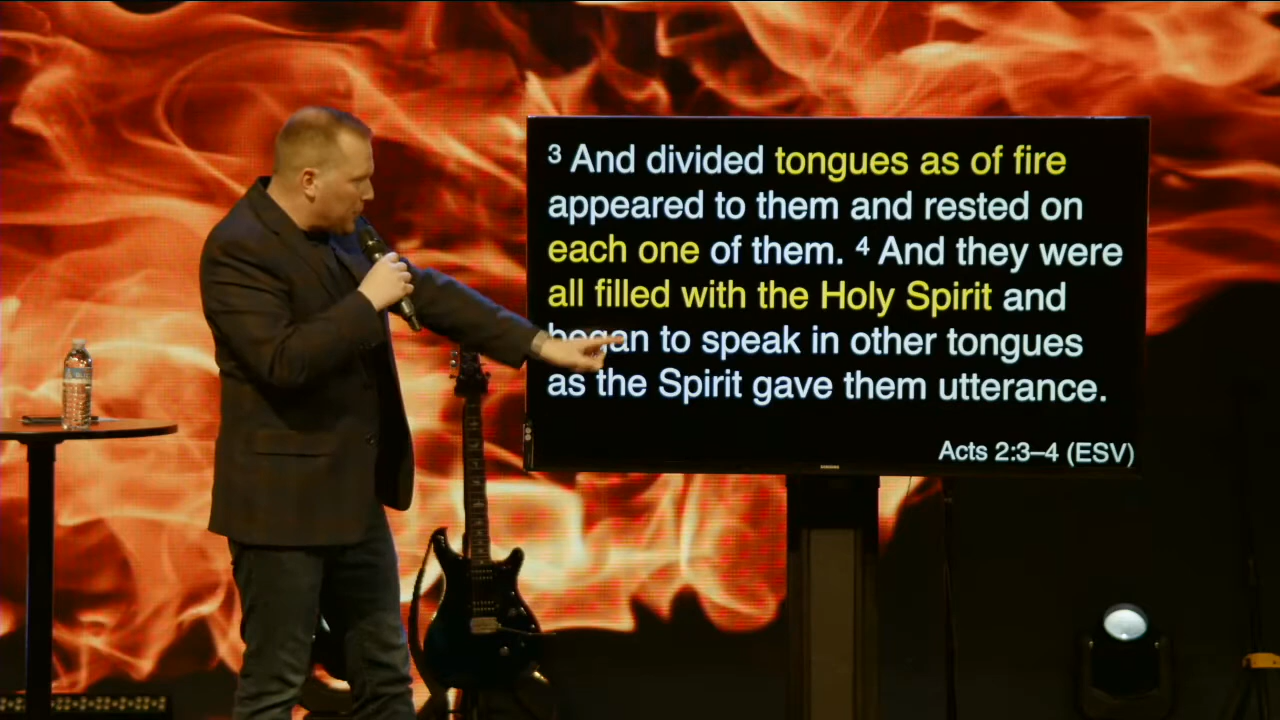 ³ And divided tongues as of fire
appeared to them and rested on
each one of them. ⁴ And they were
all filled with the Holy Spirit and
began to speak in other tongues
as the Spirit gave them utterance.
Acts 2:3–4 (ESV)
SAMSUNG